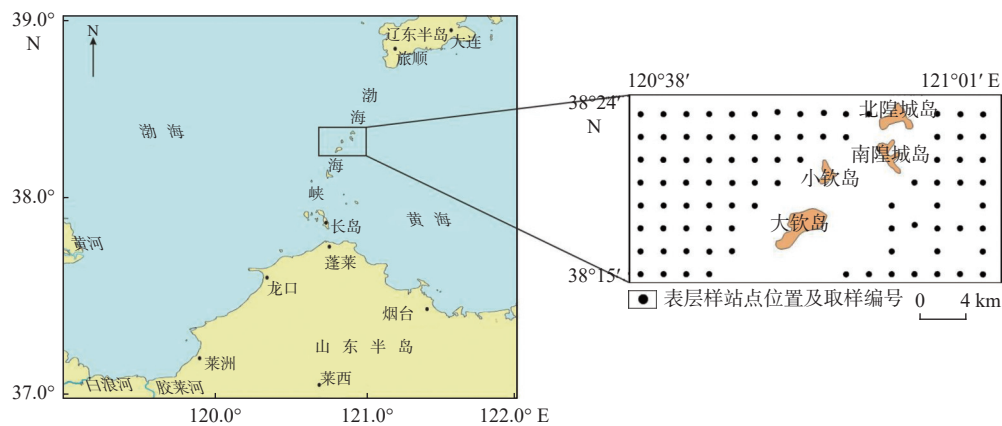 39.0°
N
N
辽东半岛
大连
旅顺
渤
海
海
峡
渤 海
38.0°
黄 海
长岛
黄河
蓬莱
龙口
烟台
山 东 半 岛
莱洲
莱西
白浪河
胶莱河
37.0°
120.0°
121.0°
122.0° E
120°38′
121°01′ E
38°24′
N
北隍城岛
南隍城岛
小钦岛
大钦岛
38°15′
表层样站点位置及取样编号
0 4 km